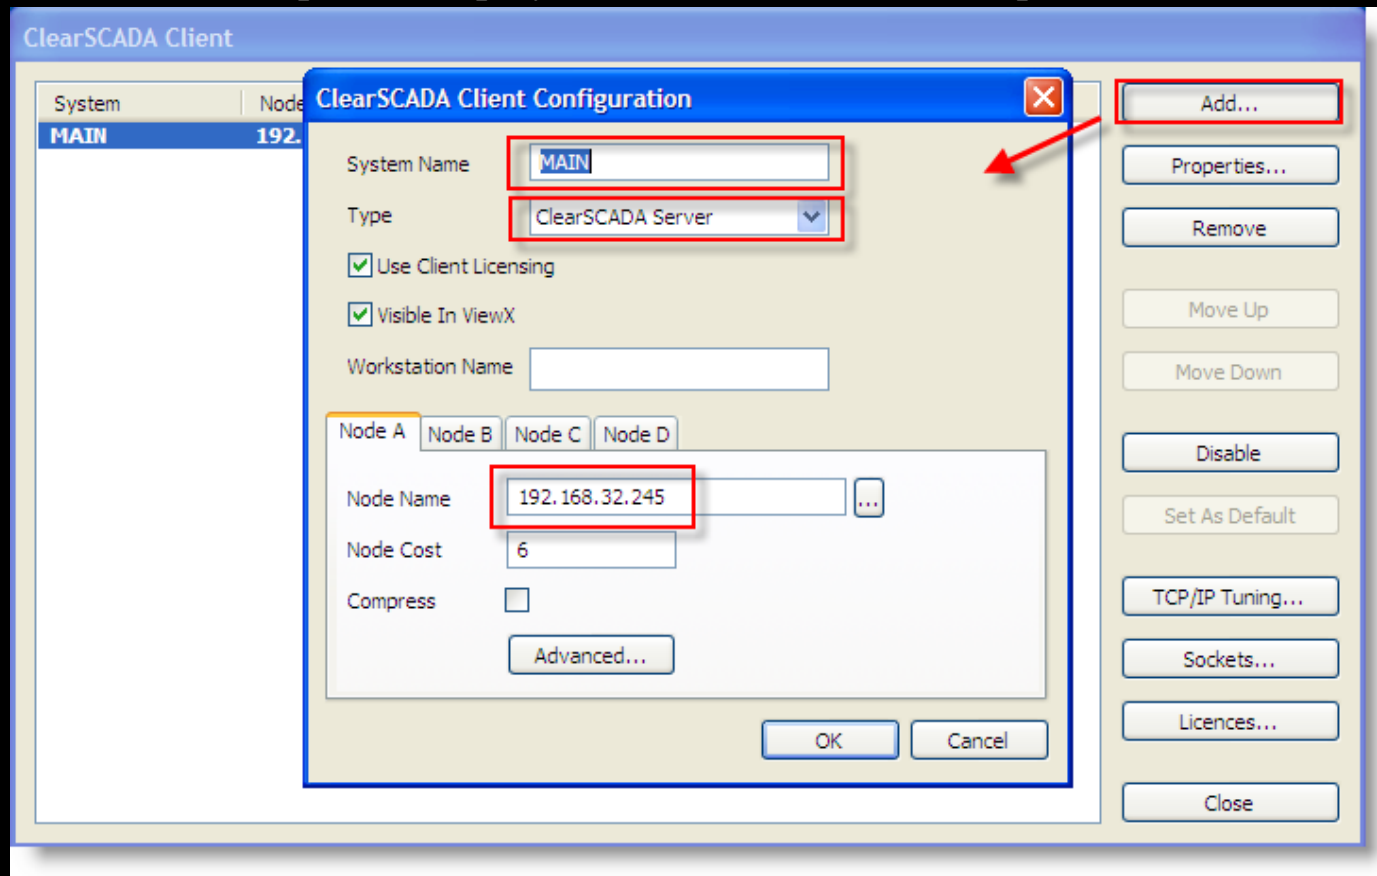 ClearSCADA Client
System Node
MAIN 192.
ClearSCADA Client Configuration
System Name MAIN
Type ClearSCADA Server
Use Client Licensing
Visible In ViewX
Workstation Name
Node A Node B Node C Node D
Node Name 192.168.32.245 ...
Node Cost 6
Compress
Advanced...
OK Cancel
Add...
Properties...
Remove
Move Up
Move Down
Disable
Set As Default
TCP/IP Tuning...
Sockets...
Licences...
Close